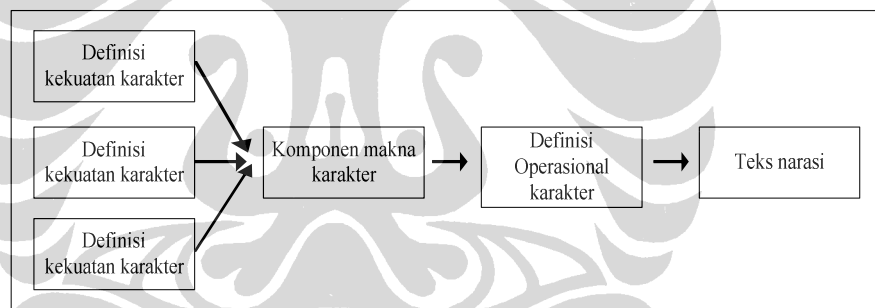 Definisi
kekuatan karakter
Definisi
kekuatan karakter
Definisi
kekuatan karakter
Komponen makna
karakter
Definisi
Operasional
karakter
Teks narasi